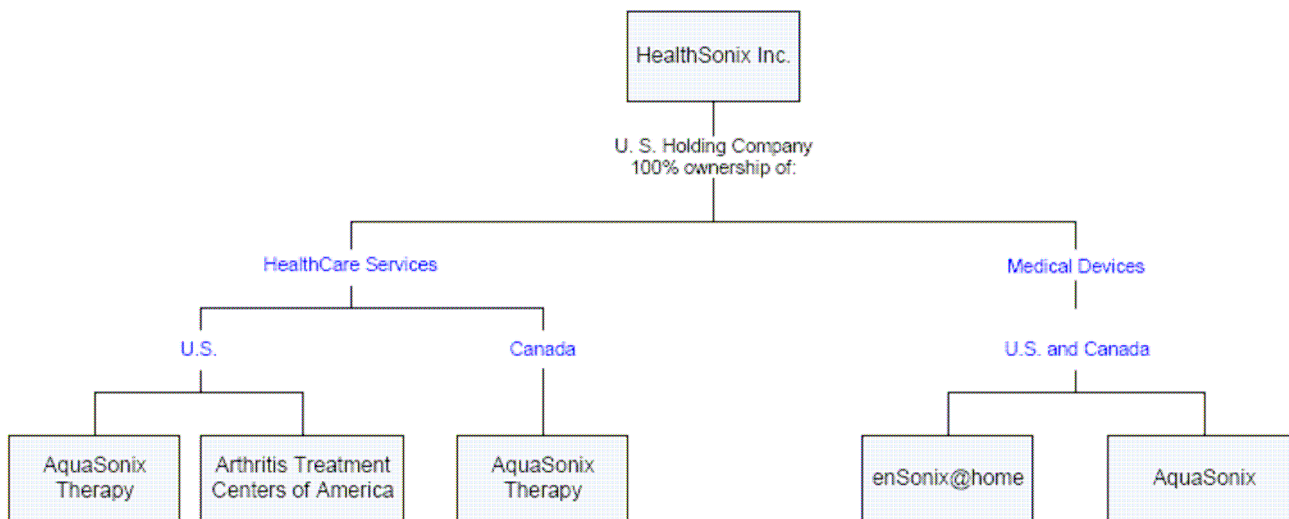 HealthSonix Inc.
U. S. Holding Company
100% ownership of:
HealthCare Services
Medical Devices
U.S.
Canada
U.S. and Canada
AquaSonix
Therapy
Arthritis Treatment
Centers of America
AquaSonix
Therapy
enSonix@home
AquaSonix